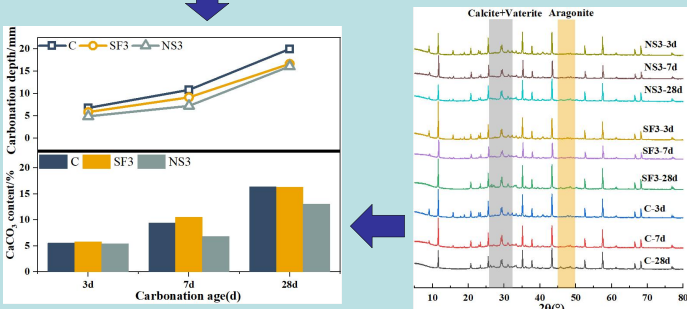 C SF3 NS3
Carbonation depth/mm
20
15
10
5
0
C SF3 NS3
CaCO₃ content/%
20
15
10
5
0
3d 7d 28d
Carbonation age(d)
Calcite+Vaterite Aragonite
NS3-3d
NS3-7d
NS3-28d
SF3-3d
SF3-7d
SF3-28d
C-3d
C-7d
C-28d
10 20 30 40 50 60 70 80
2θ(°)